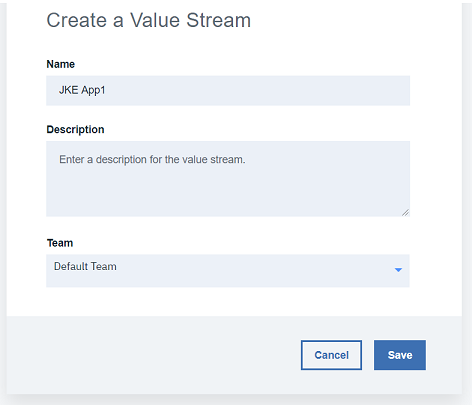 Create a Value Stream
Name
JKE App1
Description
Enter a description for the value stream.
Team
Default Team
Cancel
Save